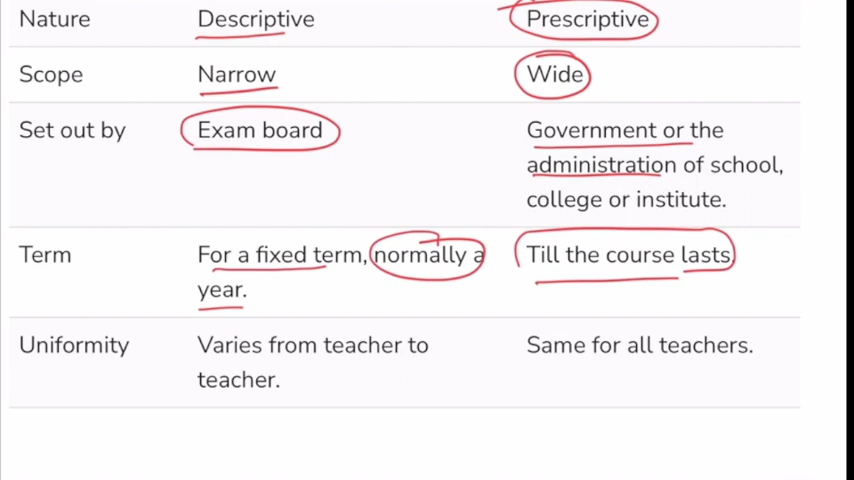 Nature Descriptive Prescriptive
Scope Narrow Wide
Set out by Exam board Government or the
administration of school,
college or institute.
Term For a fixed term, normally a Till the course lasts.
year.
Uniformity Varies from teacher to Same for all teachers.
teacher.